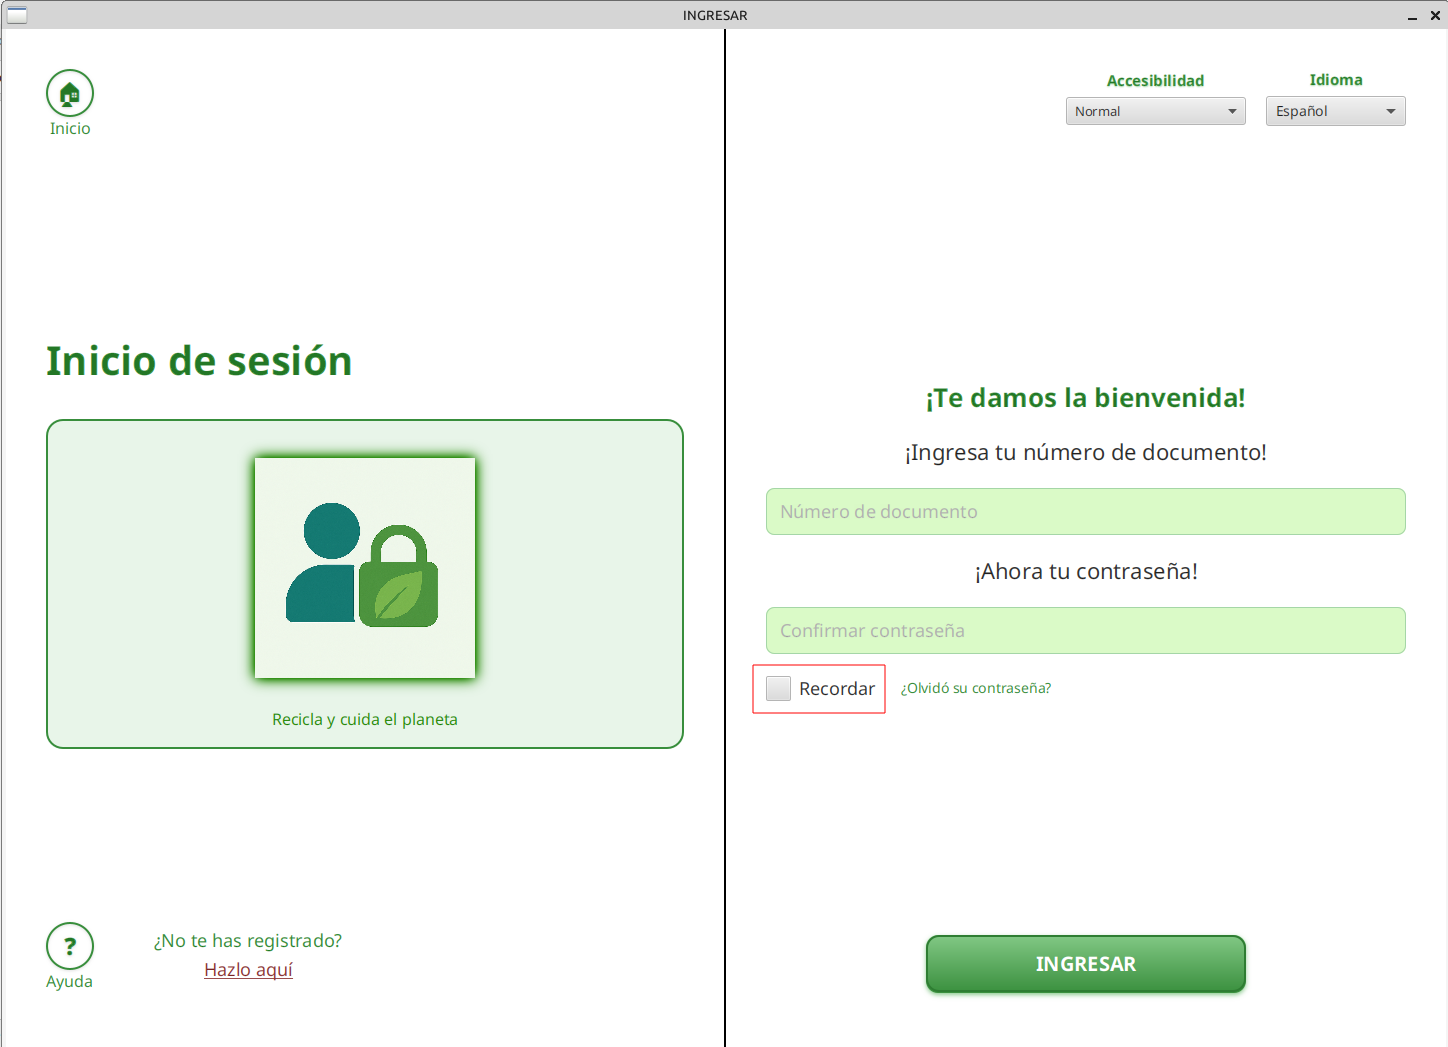 INGRESAR
Inicio
Accesibilidad
Idioma
Normal
Español
Inicio de sesión
Recicla y cuida el planeta
?
Ayuda
¿No te has registrado?
Hazlo aquí
¡Te damos la bienvenida!
¡Ingresa tu número de documento!
Número de documento
¡Ahora tu contraseña!
Confirmar contraseña
Recordar
¿Olvidó su contraseña?
INGRESAR